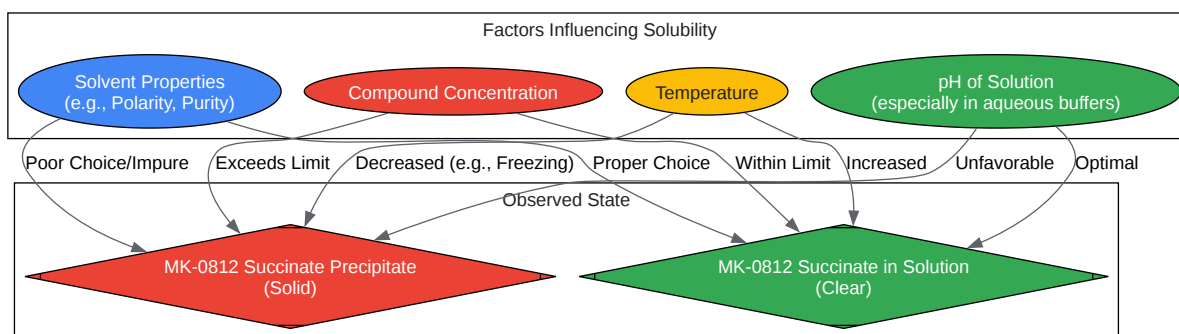 Factors Influencing Solubility
Solvent Properties
(e.g., Polarity, Purity)
Compound Concentration
Temperature
pH of Solution
(especially in aqueous buffers)
Poor Choice/Impure
Exceeds Limit
Decreased (e.g., Freezing)
Proper Choice
Within Limit
Increased
Unfavorable
Optimal
Observed State
MK-0812 Succinate Precipitate
(Solid)
MK-0812 Succinate in Solution
(Clear)